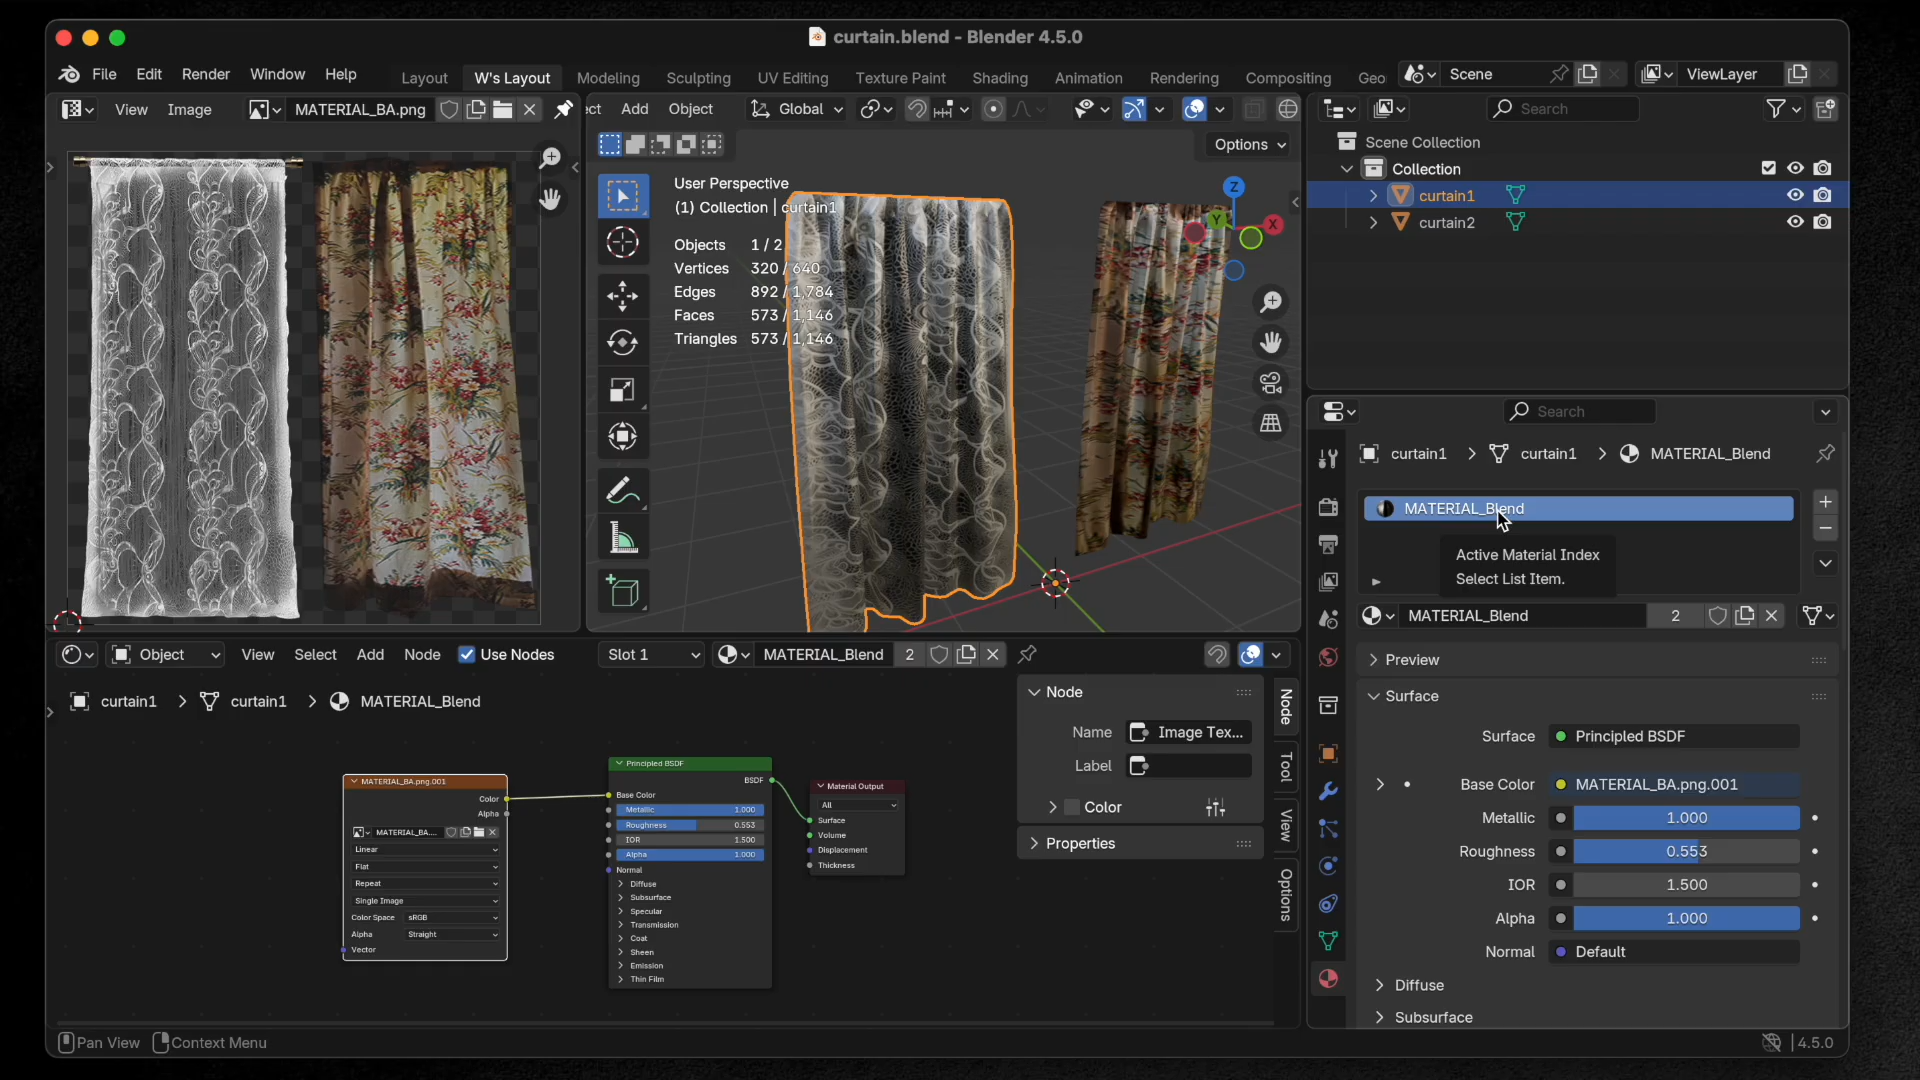 curtain.blend - Blender 4.5.0
File Edit Render Window Help Layout W's Layout Modeling Sculpting UV Editing Texture Paint Shading Animation Rendering Compositing Geo Scene ViewLayer
View Image MATERIAL_BA.png
ect Add Object Global
Options
User Perspective
(1) Collection | curtain1
Objects 1 / 2
Vertices 320 / 640
Edges 892 / 1,784
Faces 573 / 1,146
Triangles 573 / 1,146
Z
Y
X
Search
Scene Collection
Collection
curtain1
curtain2
Search
curtain1 curtain1 MATERIAL_Blend
MATERIAL_Blend
Active Material Index
Select List Item.
MATERIAL_Blend 2
Preview
Surface
Surface Principled BSDF
Base Color MATERIAL_BA.png.001
Metallic 1.000
Roughness 0.553
IOR 1.500
Alpha 1.000
Normal Default
Diffuse
Subsurface
Object View Select Add Node Use Nodes Slot 1 MATERIAL_Blend 2
curtain1 curtain1 MATERIAL_Blend
MATERIAL_BA.png.001
Color
Alpha
MATERIAL_BA....
Linear
Flat
Repeat
Single Image
Color Space sRGB
Alpha Straight
Vector
Principled BSDF
BSDF
Base Color
Metallic 1.000
Roughness 0.553
IOR 1.500
Alpha 1.000
Normal
Diffuse
Subsurface
Specular
Transmission
Coat
Sheen
Emission
Thin Film
Material Output
All
Surface
Volume
Displacement
Thickness
Node
Name Image Tex...
Label
Color
Properties
Node
Tool
View
Options
Pan View Context Menu
4.5.0